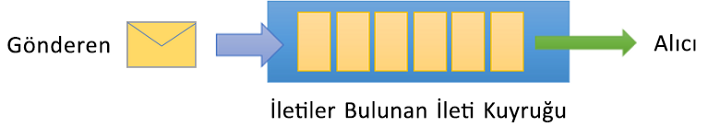 Gönderen
Alıcı
İletiler Bulunan İleti Kuyruğu